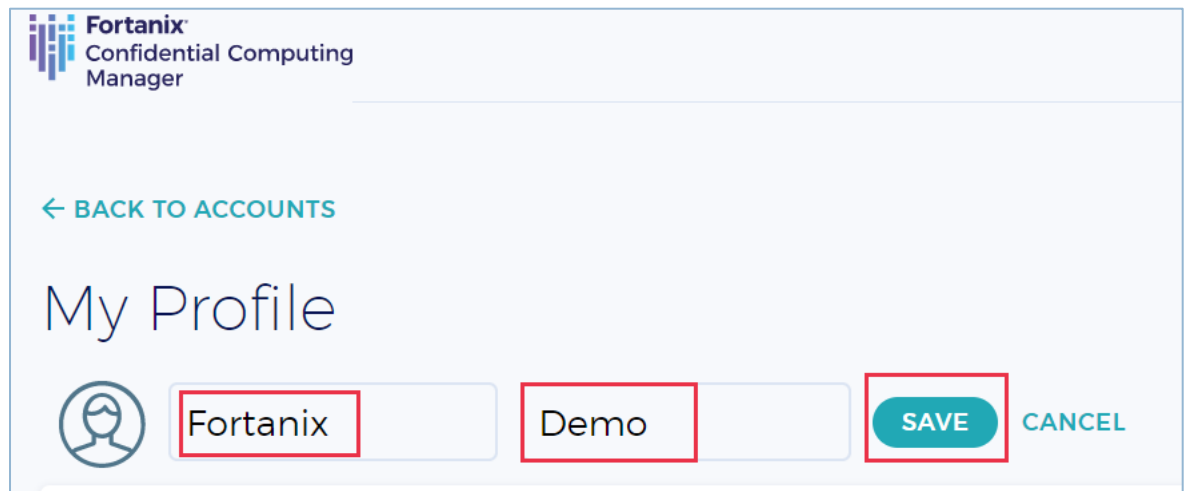 Fortanix
Confidential Computing
Manager
← BACK TO ACCOUNTS
My Profile
Fortanix Demo SAVE CANCEL